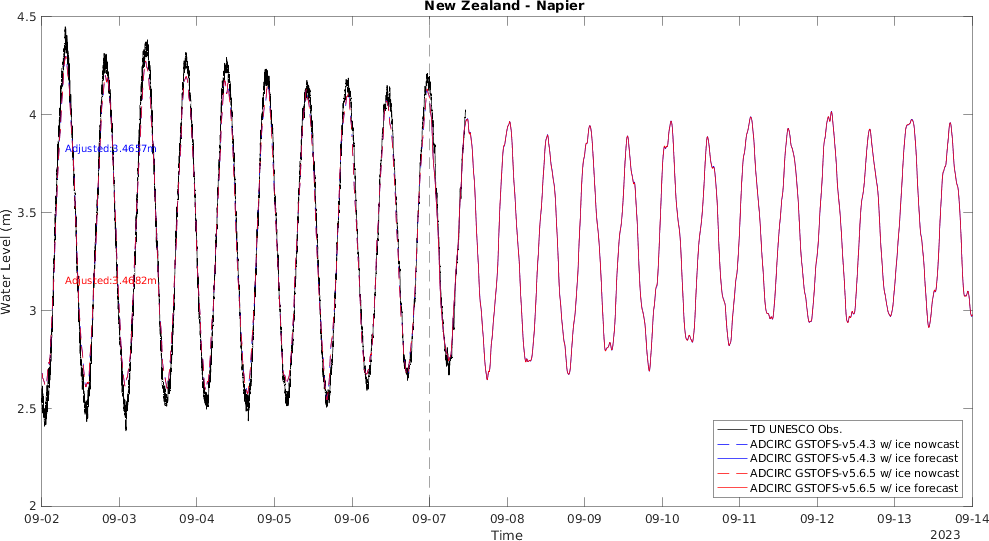 New Zealand - Napier
4.5
4
3.5
3
2.5
2
Water Level (m)
Adjusted:3.4657m
Adjusted:3.4682m
TD UNESCO Obs.
ADCIRC GSTOFS-v5.4.3 w/ ice nowcast
ADCIRC GSTOFS-v5.4.3 w/ ice forecast
ADCIRC GSTOFS-v5.6.5 w/ ice nowcast
ADCIRC GSTOFS-v5.6.5 w/ ice forecast
09-02 09-03 09-04 09-05 09-06 09-07 09-08 09-09 09-10 09-11 09-12 09-13 09-14
Time
2023